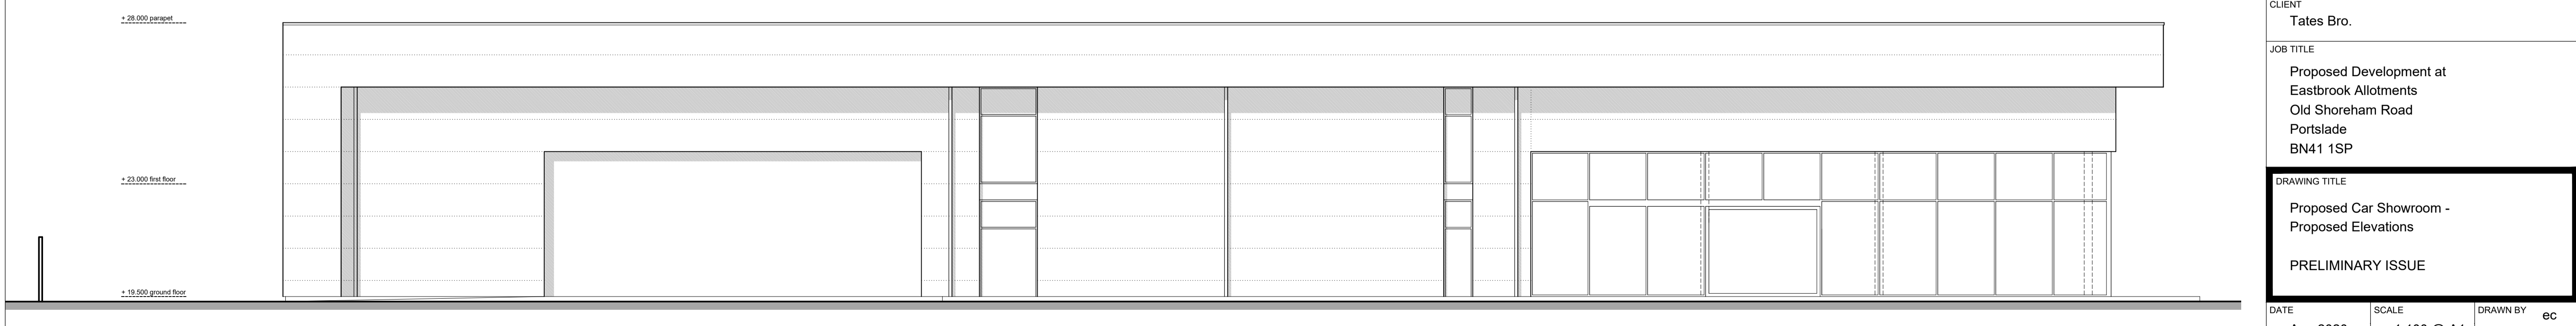 + 28.000 parapet
+ 23.000 first floor
+ 19.500 ground floor
CLIENT
Tates Bro.
JOB TITLE
Proposed Development at
Eastbrook Allotments
Old Shoreham Road
Portslade
BN41 1SP
DRAWING TITLE
Proposed Car Showroom -
Proposed Elevations
PRELIMINARY ISSUE
DATE
SCALE
DRAWN BY
ec